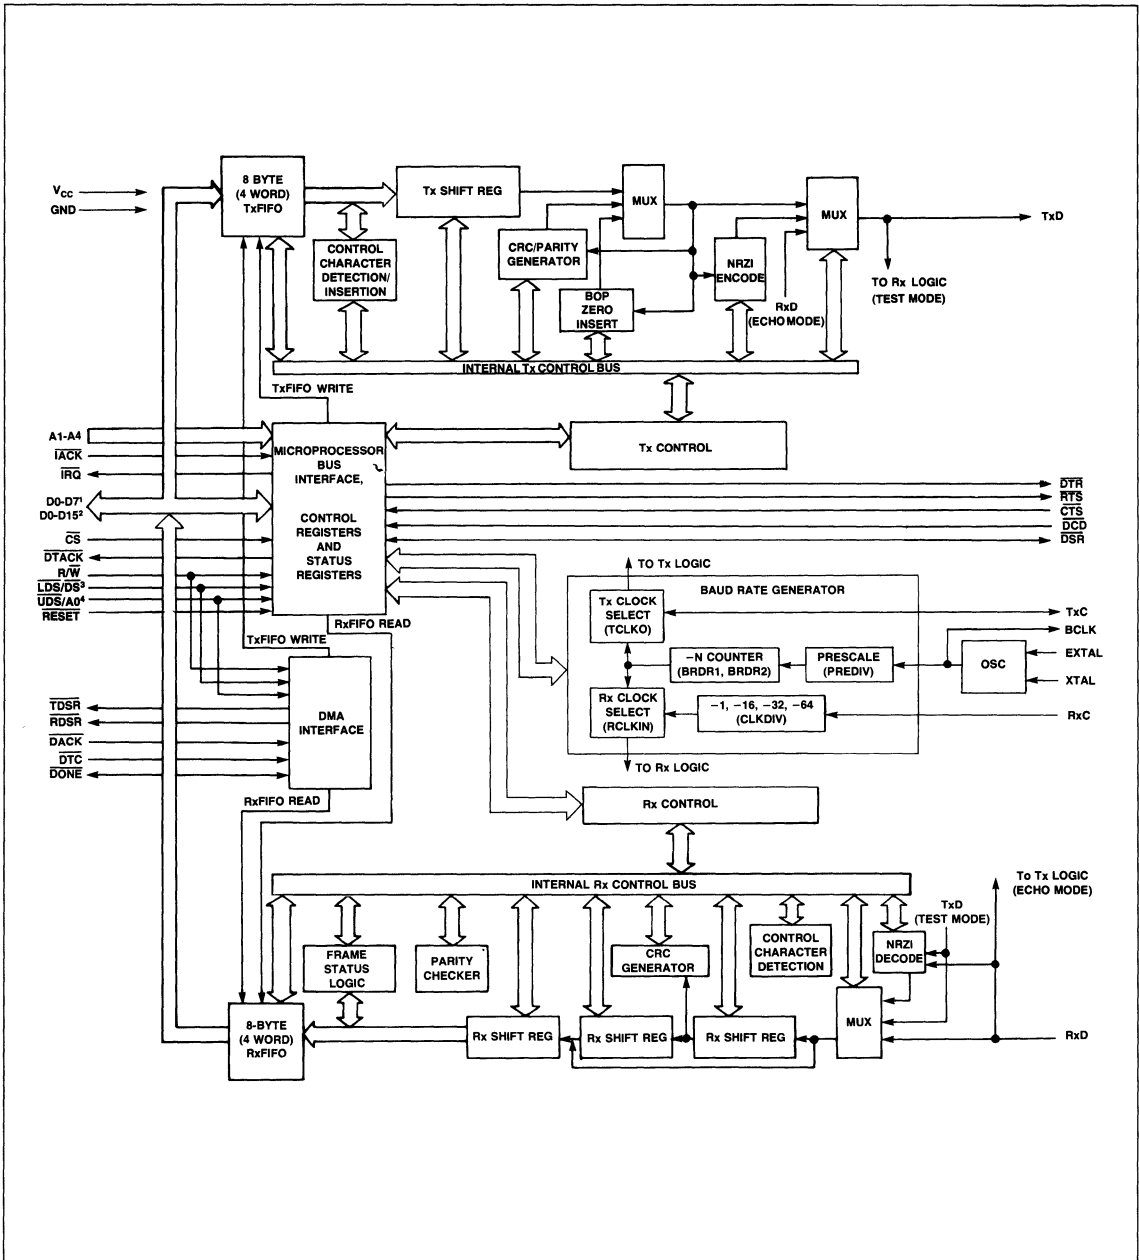 8 BYTE
(4 WORD)
TxFIFO
Tx SHIFT REG
MUX
MUX
VCC
GND
TxD
CONTROL
CHARACTER
DETECTION/
INSERTION
CRC/PARITY
GENERATOR
NRZI
ENCODE
BOP
ZERO
INSERT
RxD
(ECHO MODE)
TO Rx LOGIC
(TEST MODE)
INTERNAL Tx CONTROL BUS
TxFIFO WRITE
A1-A4
IACK
IRQ
D0-D7¹
D0-D15²
CS
DTACK
R/W
LDS/DS³
UDS/A0⁴
RESET
MICROPROCESSOR
BUS
INTERFACE,
CONTROL
REGISTERS
AND
STATUS
REGISTERS
Tx CONTROL
DTR
RTS
CTS
DCD
DSR
TO Tx LOGIC
BAUD RATE GENERATOR
Tx CLOCK
SELECT
(TCLKO)
–N COUNTER
(BRDR1, BRDR2)
PRESCALE
(PREDIV)
OSC
TxC
BCLK
EXTAL
XTAL
Rx CLOCK
SELECT
(RCLKIN)
–1, –16, –32, –64
(CLKDIV)
RxC
TO Rx LOGIC
RxFIFO READ
TxFIFO WRITE
TDSR
RDSR
DACK
DTC
DONE
DMA
INTERFACE
RxFIFO READ
Rx CONTROL
INTERNAL Rx CONTROL BUS
To Tx LOGIC
(ECHO MODE)
TxD
(TEST MODE)
FRAME
STATUS
LOGIC
PARITY
CHECKER
CRC
GENERATOR
CONTROL
CHARACTER
DETECTION
NRZI
DECODE
8-BYTE
(4 WORD)
RxFIFO
Rx SHIFT REG
Rx SHIFT REG
Rx SHIFT REG
MUX
RxD